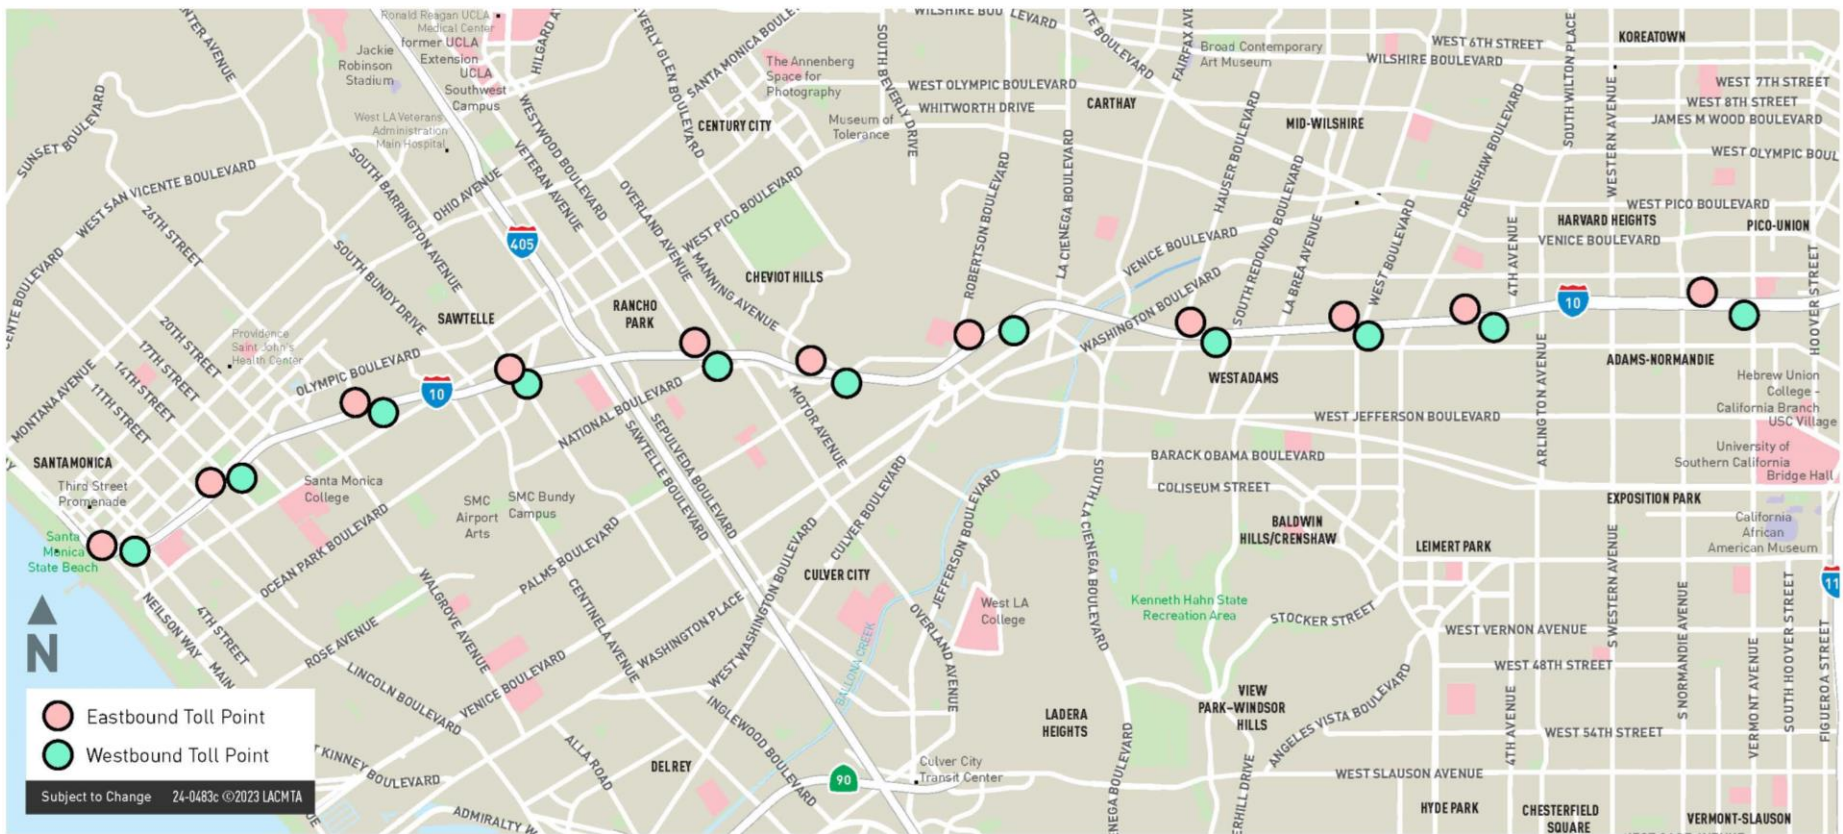 Ronald Reagan UCLA
Medical Center
former UCLA
Extension
UCLA
Southwest
Campus
Jackie
Robinson
Stadium
HILGARD A
SANTA MONICA BOULE
The Annenberg
Space for
Photography
SOUTH BEVERLY DRIVE
WILSHIRE BOU LEVARD
FAIRFAX AVE
Broad Contemporary
Art Museum
WEST 6TH STREET
WILSHIRE BOULEVARD
SOUTH WILTON PLACE
KOREATOWN
WEST 7TH STREET
WEST 8TH STREET
JAMES M WOOD BOULEVARD
WEST OLYMPIC BOUL
WEST OLYMPIC BOULEVARD
WHITWORTH DRIVE
CARTHAY
MID-WILSHIRE
CENTURY CITY
Museum of
Tolerance
West LA Veterans
Administration
Main Hospital
SUNSET BOULEVARD
WEST SAN VICENTE BOULEVARD
26TH STREET
SOUTH BARRINGTON AVENUE
OHIO AVENUE
VETERAN AVENUE
WESTWOOD BOULEVARD
OVERLAND AVENUE
WEST PICO BOULEVARD
MANNING AVENUE
SOUTH BUNDY DRIVE
405
CHEVIOT HILLS
ROBERTSON BOULEVARD
LA CIENEGA BOULEVARD
VENICE BOULEVARD
WASHINGTON BOULEVARD
HAUSER BOULEVARD
SOUTH REDONDO BOULEVARD
LA BREA AVENUE
WEST BOULEVARD
CRENSHAW BOULEVARD
4TH AVENUE
WESTERN AVENUE
WEST PICO BOULEVARD
HARVARD HEIGHTS
PICO-UNION
VENICE BOULEVARD
HOOVER STREET
10
RANCHO
PARK
SAWTELLE
20TH STREET
17TH STREET
14TH STREET
11TH STREET
Providence
Saint John's
Health Center
OLYMPIC BOULEVARD
MONTANA AVENUE
10
NATIONAL BOULEVARD
SAWTELLE BOULEVARD
SEPULVEDA BOULEVARD
MOTOR AVENUE
WEST ADAMS
ADAMS-NORMANDIE
ARLINGTON AVENUE
WEST JEFFERSON BOULEVARD
Hebrew Union
College -
California Branch
USC Village
University of
Southern California
Bridge Hall
BARACK OBAMA BOULEVARD
COLISEUM STREET
EXPOSITION PARK
California
African
American Museum
SANTAMONICA
Third Street
Promenade
Santa Monica
College
SMC
Airport
Arts
SMC Bundy
Campus
Santa
Monica
State Beach
OCEAN PARK BOULEVARD
CULVER BOULEVARD
JEFFERSON BOULEVARD
SOUTH LA CIENEGA BOULEVARD
BALDWIN
HILLS/CRENSHAW
LEIMERT PARK
CULVER CITY
PALMS BOULEVARD
WALGROVE AVENUE
CENTINELA AVENUE
WASHINGTON PLACE
WEST WASHINGTON BOULEVARD
OVERLAND AVENUE
West LA
College
Kenneth Hahn State
Recreation Area
STOCKER STREET
11
S WESTERN AVENUE
S NORMANDIE AVENUE
SOUTH HOOVER STREET
VERMONT AVENUE
FIGUEROA STREET
WEST VERNON AVENUE
WEST 48TH STREET
N
NEILSON WAY
4TH STREET
MAIN
ROSE AVENUE
LINCOLN BOULEVARD
VENICE BOULEVARD
BALLONA CREEK
LADERA
HEIGHTS
VIEW
PARK-WINDSOR
HILLS
ANGELES VISTA BOULEVARD
4TH AVENUE
WEST 54TH STREET
Eastbound Toll Point
Westbound Toll Point
Subject to Change 24-0483c ©2023 LACMTA
KINNEY BOULEVARD
ALLA ROAD
INGLEWOOD BOULEVARD
DELREY
90
Culver City
Transit Center
WEST SLAUSON AVENUE
HYDE PARK
CHESTERFIELD
SQUARE
VERMONT-SLAUSON
ADMIRALTY W
ENEGA BOULEVARD
ERHILL DRIVE